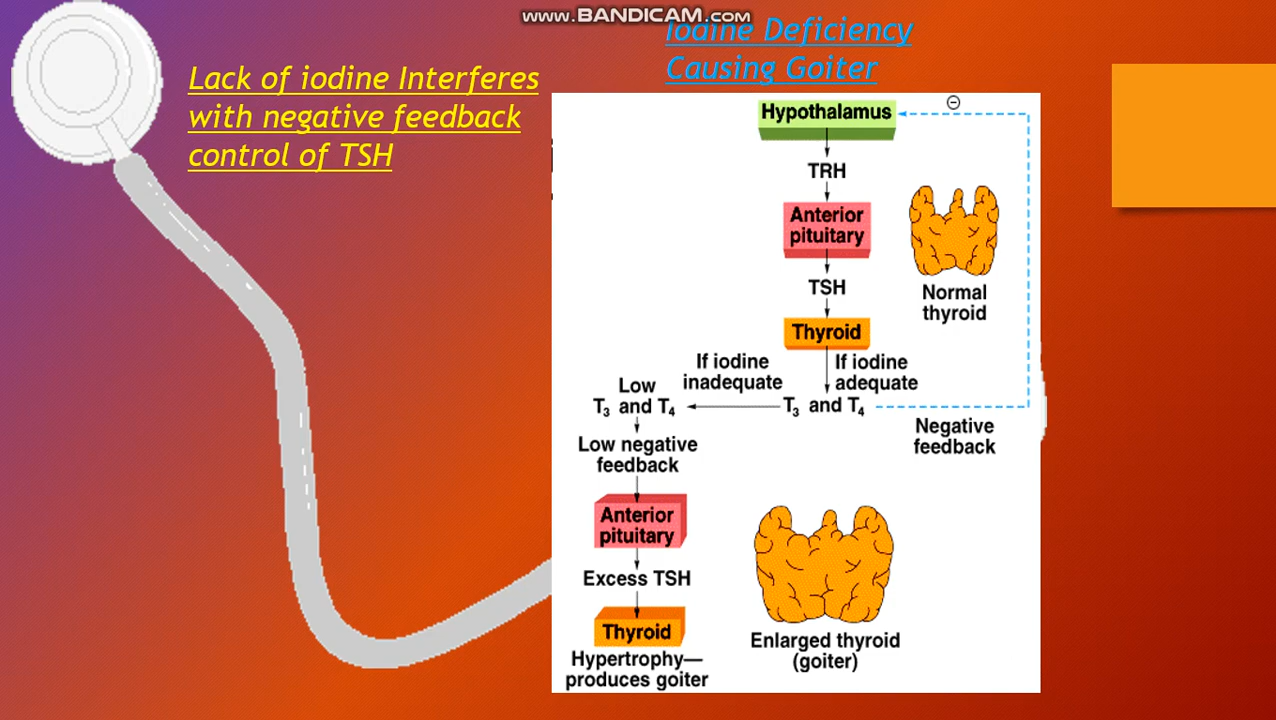 www.BANDICAM.com
Iodine Deficiency
Causing Goiter
Lack of iodine Interferes
with negative feedback
control of TSH
Hypothalamus
TRH
Anterior
pituitary
TSH
Thyroid
Normal
thyroid
If iodine
inadequate
If iodine
adequate
T3 and T4
Negative
feedback
Low
T3 and T4
Low negative
feedback
Anterior
pituitary
Excess TSH
Thyroid
Hypertrophy—
produces goiter
Enlarged thyroid
(goiter)